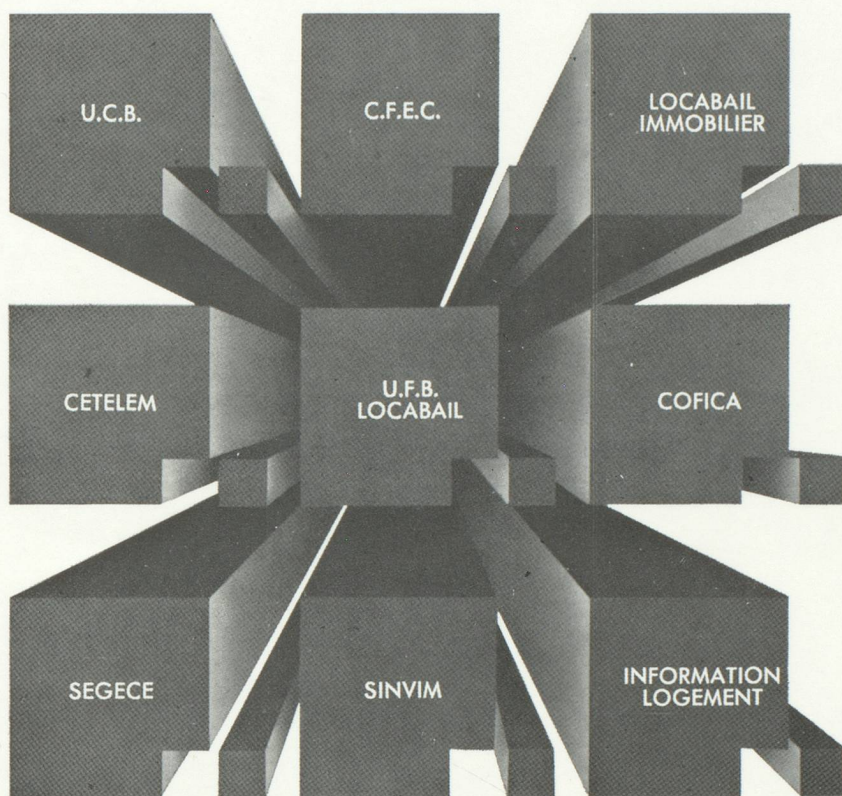 U.C.B.
C.F.E.C.
LOCABAIL
IMMOBILIER
CETELEM
U.F.B.
LOCABAIL
COFICA
SEGECE
SINVIM
INFORMATION
LOGEMENT